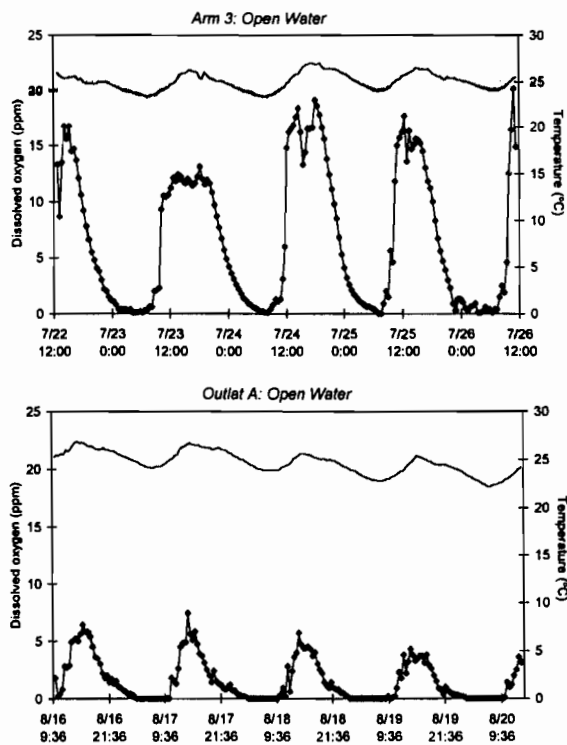 Arm 3: Open Water
Dissolved oxygen (ppm)
25
20
15
10
5
0
30
25
20
15
10
5
0
Temperature (°C)
7/22 7/23 7/23 7/24 7/24 7/25 7/25 7/26 7/26
12:00 0:00 12:00 0:00 12:00 0:00 12:00 0:00 12:00
Outlat A: Open Water
Dissolved oxygen (ppm)
25
20
15
10
5
0
30
25
20
15
10
5
0
Temperature (°C)
8/16 8/16 8/17 8/17 8/18 8/18 8/19 8/19 8/20
9:36 21:36 9:36 21:36 9:36 21:36 9:36 21:36 9:36